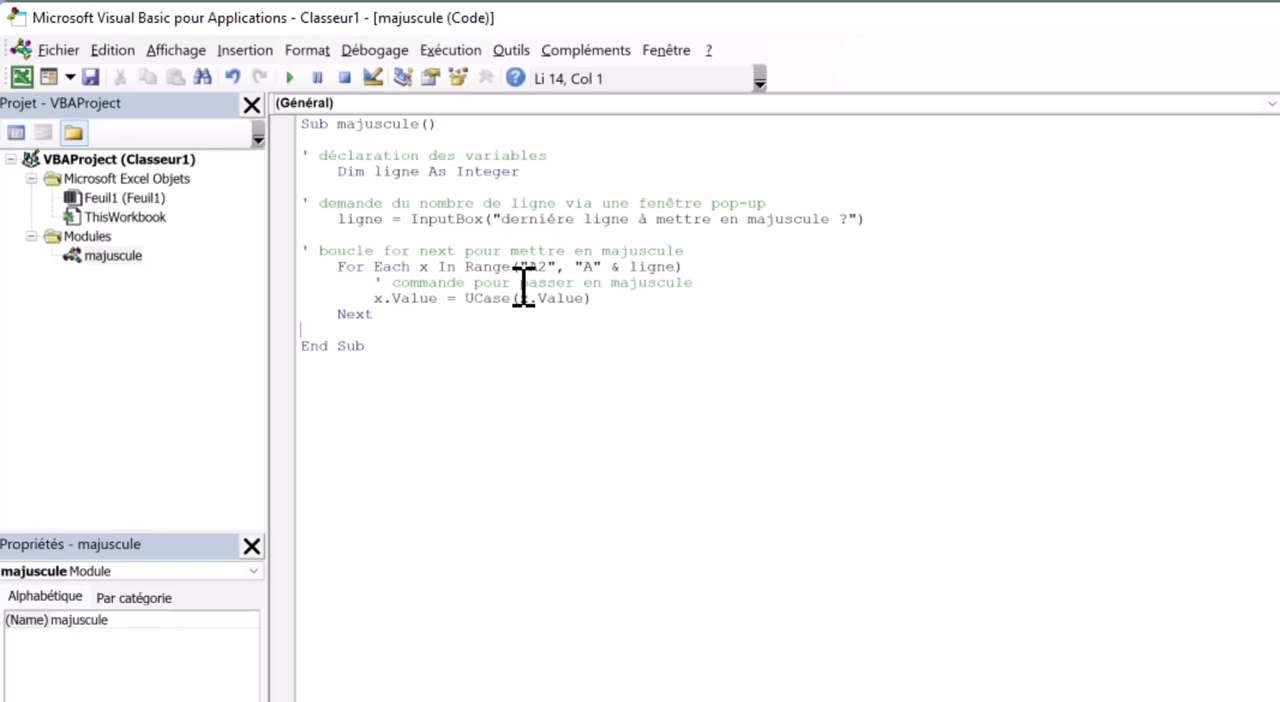 Microsoft Visual Basic pour Applications - Classeur1 - [majuscule (Code)]
Fichier Edition Affichage Insertion Format Débogage Exécution Outils Compléments Fenêtre ?
Li 14, Col 1
Projet - VBAProject
(Général)
VBAProject (Classeur1)
Microsoft Excel Objets
Feuil1 (Feuil1)
ThisWorkbook
Modules
majuscule
Sub majuscule()
' déclaration des variables
Dim ligne As Integer
' demande du nombre de ligne via une fenêtre pop-up
ligne = InputBox("derniére ligne à mettre en majuscule ?")
' boucle for next pour mettre en majuscule
For Each x In Range("A2", "A" & ligne)
' commande pour passer en majuscule
x.Value = UCase(x.Value)
Next
End Sub
Propriétés - majuscule
majuscule Module
Alphabétique Par catégorie
(Name) majuscule